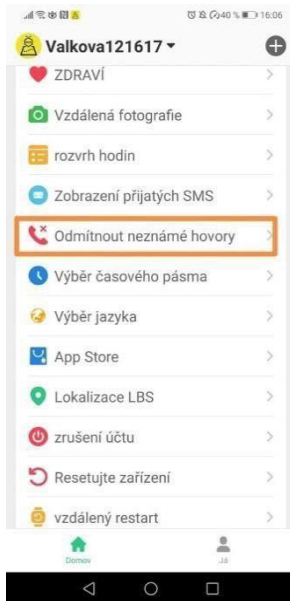 40 % 16:06
Valkova121617
ZDRAVÍ
Vzdálená fotografie
rozvrh hodin
Zobrazení přijatých SMS
Odmítnout neznámé hovory
Výběr časového pásma
Výběr jazyka
App Store
Lokalizace LBS
zrušení účtu
Resetujte zařízení
vzdálený restart
Domov
Já